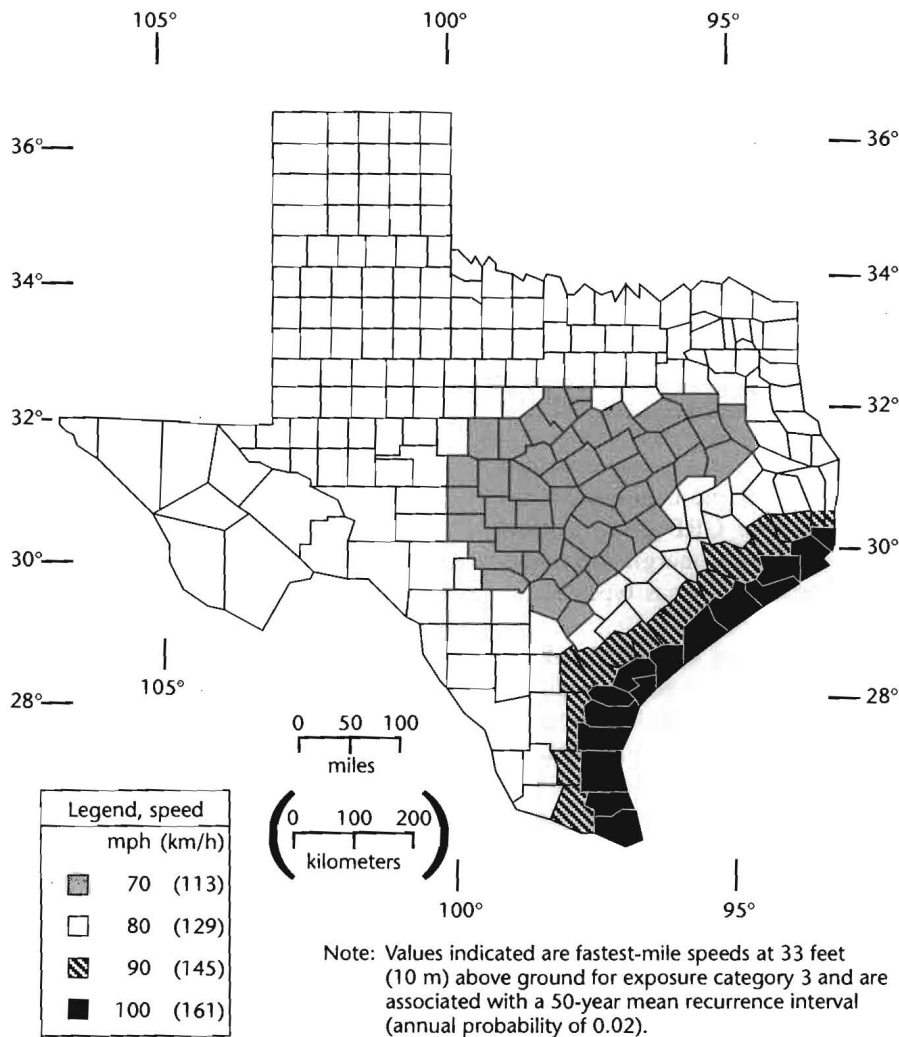 105°
100°
95°
36°
36°
34°
34°
32°
32°
30°
30°
105°
28°
28°
0 50 100
miles
0 100 200
kilometers
Legend, speed
mph (km/h)
70 (113)
80 (129)
90 (145)
100 (161)
100°
95°
Note: Values indicated are fastest-mile speeds at 33 feet
(10 m) above ground for exposure category 3 and are
associated with a 50-year mean recurrence interval
(annual probability of 0.02).